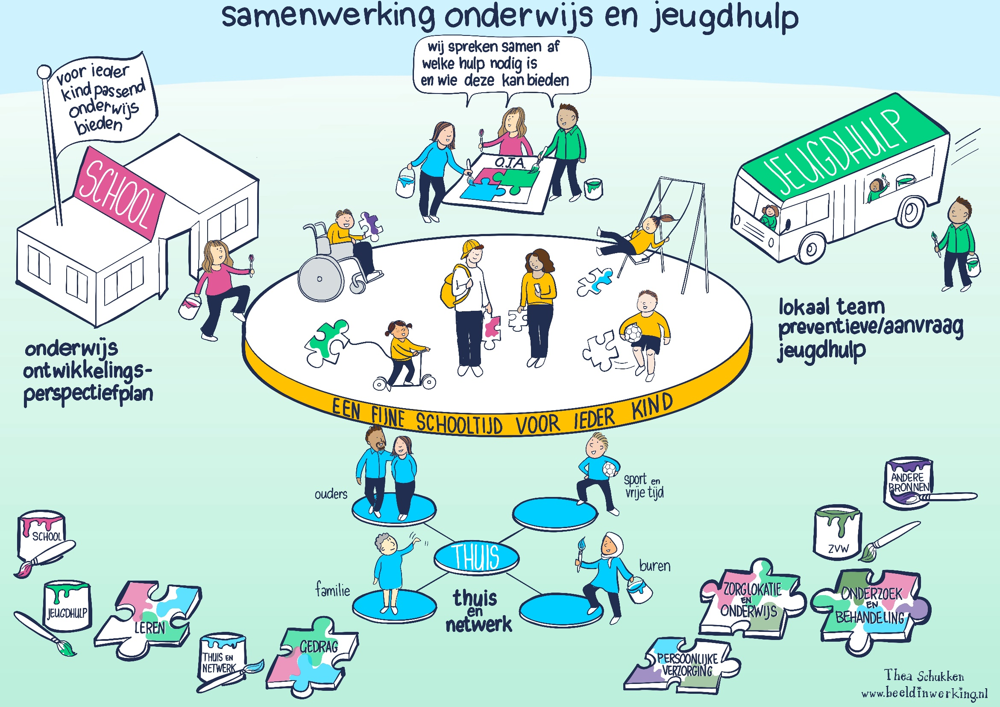 samenwerking onderwijs en jeugdhulp
wij spreken samen af
welke hulp nodig is
en wie deze kan bieden
voor ieder
kind passend
onderwijs
bieden
SCHOOL
O.J.A.
JEUGDHULP
onderwijs
ontwikkelings-
perspectiefplan
lokaal team
preventieve/aanvraag
jeugdhulp
EEN FIJNE SCHOOLTIJD VOOR IEDER KIND
ouders
sport en
vrije tijd
familie
THUIS
buren
thuis
en
netwerk
SCHOOL
JEUGDHULP
LEREN
THUIS EN
NETWERK
GEDRAG
ANDERE
BRONNEN
ZVW
ZORGLOKATIE
EN
ONDERWIJS
ONDERZOEK
EN
BEHANDELING
PERSOONLIJKE
VERZORGING
Thea Schukken
www.beeldinwerking.nl